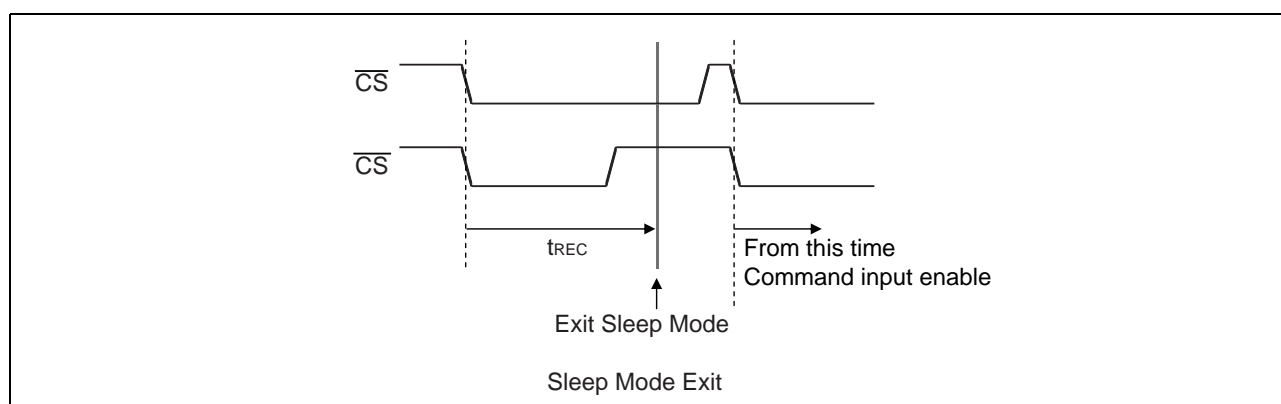 CS
CS
tREC
From this time
Command input enable
Exit Sleep Mode
Sleep Mode Exit